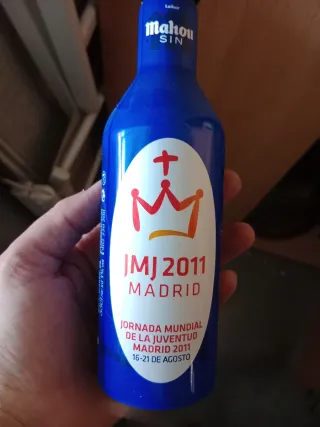 Mahou
SIN
JMJ 2011
MADRID
JORNADA MUNDIAL
DE LA JUVENTUD
MADRID 2011
16-21 DE AGOSTO